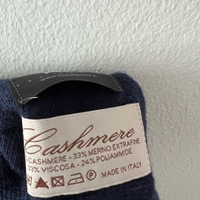 Cashmere
CASHMERE - 33% MERINO EXTRAFINE
33% VISCOSA - 24% POLIAMMIDE
MADE IN ITALY